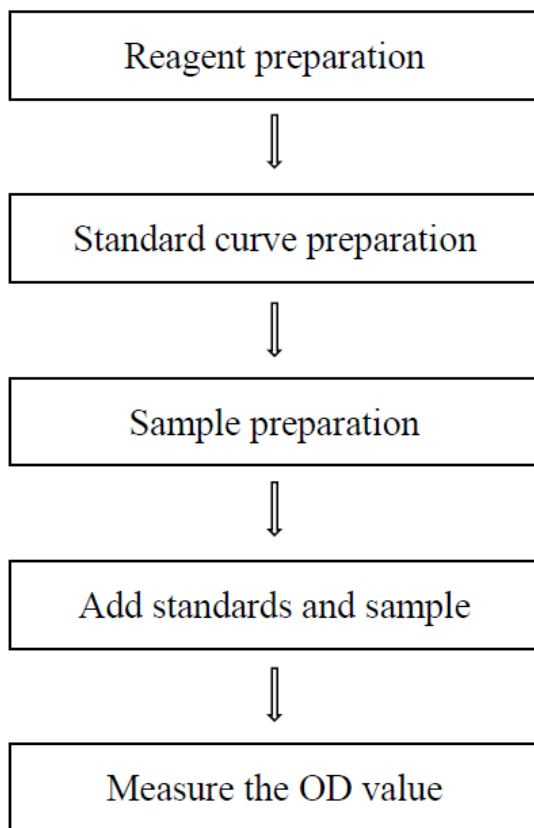 Reagent preparation
Standard curve preparation
Sample preparation
Add standards and sample
Measure the OD value